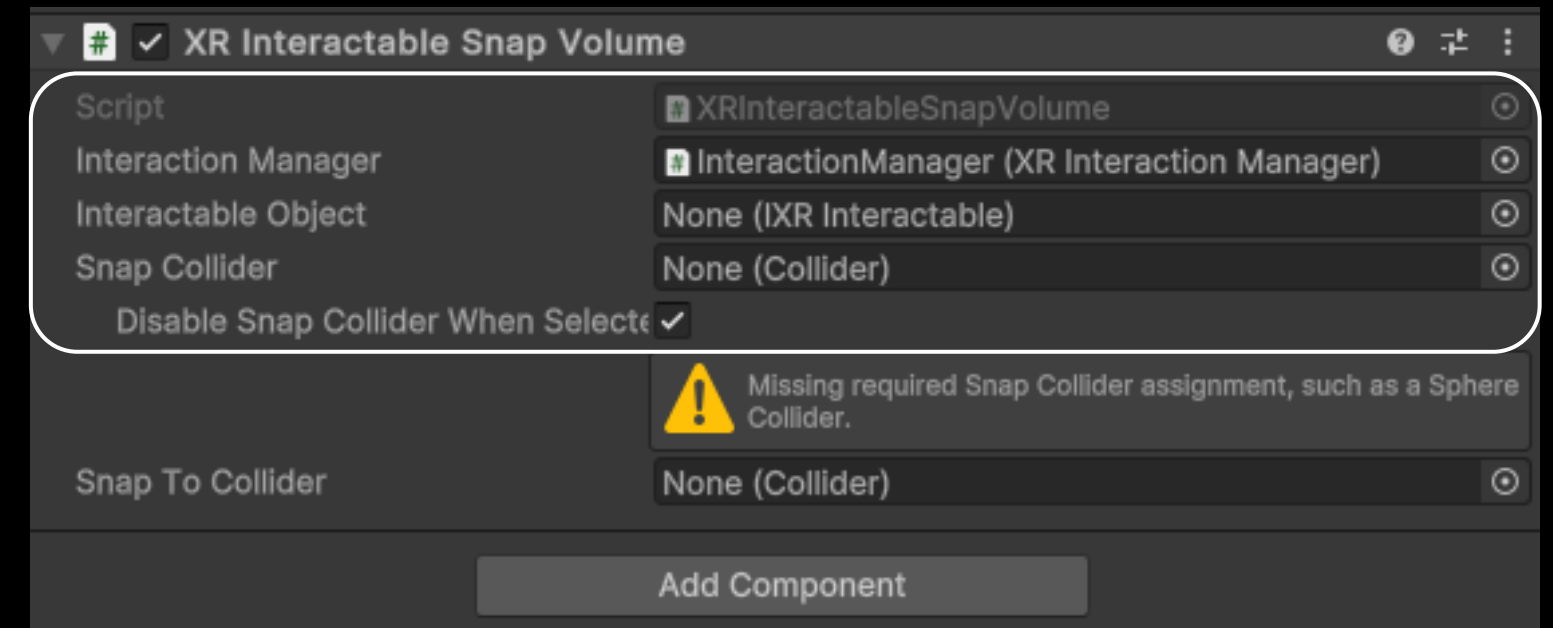 XR Interactable Snap Volume
Script
XRInteractableSnapVolume
Interaction Manager
InteractionManager (XR Interaction Manager)
Interactable Object
None (IXR Interactable)
Snap Collider
None (Collider)
Disable Snap Collider When Selecte
Missing required Snap Collider assignment, such as a Sphere
Collider.
Snap To Collider
None (Collider)
Add Component